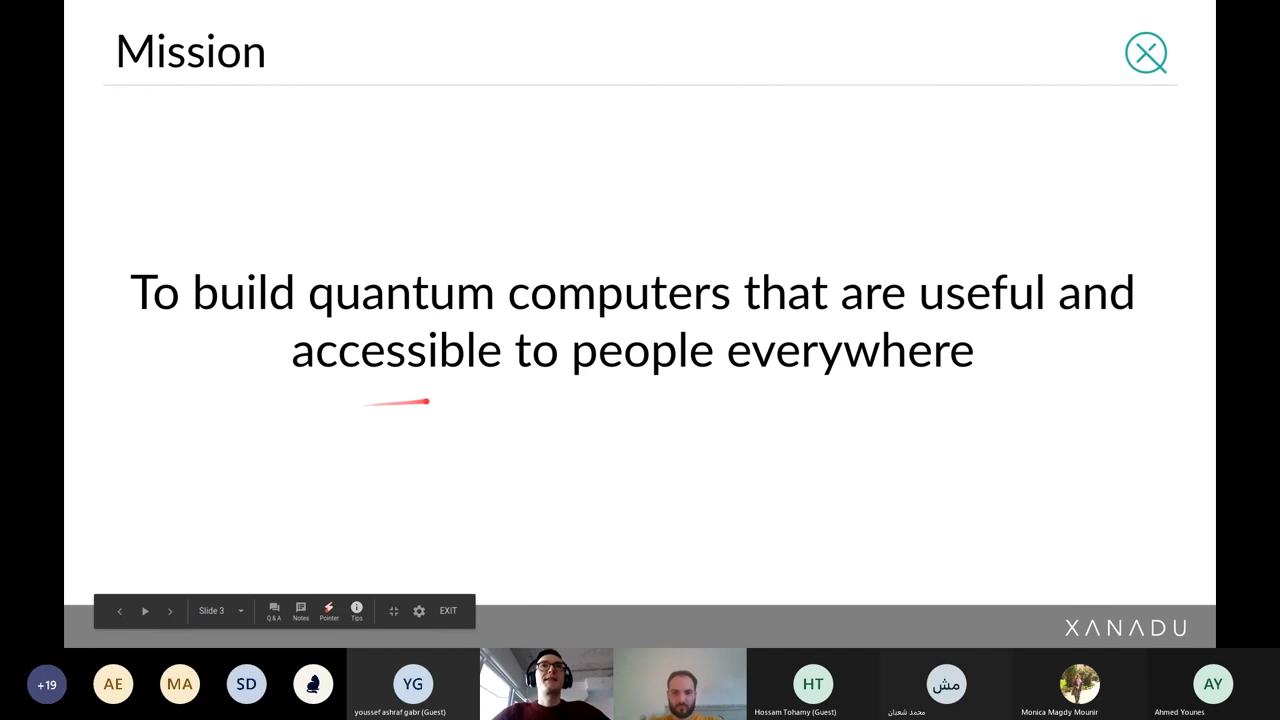 Mission
To build quantum computers that are useful and
accessible to people everywhere
Slide 3
Q & A
Notes
Pointer
Tips
EXIT
XANADU
+19
AE
MA
SD
YG
youssef ashraf gabr (Guest)
HT
Hossam Tohamy (Guest)
مش
محمد شعبان
Monica Magdy Mounir
AY
Ahmed Younes